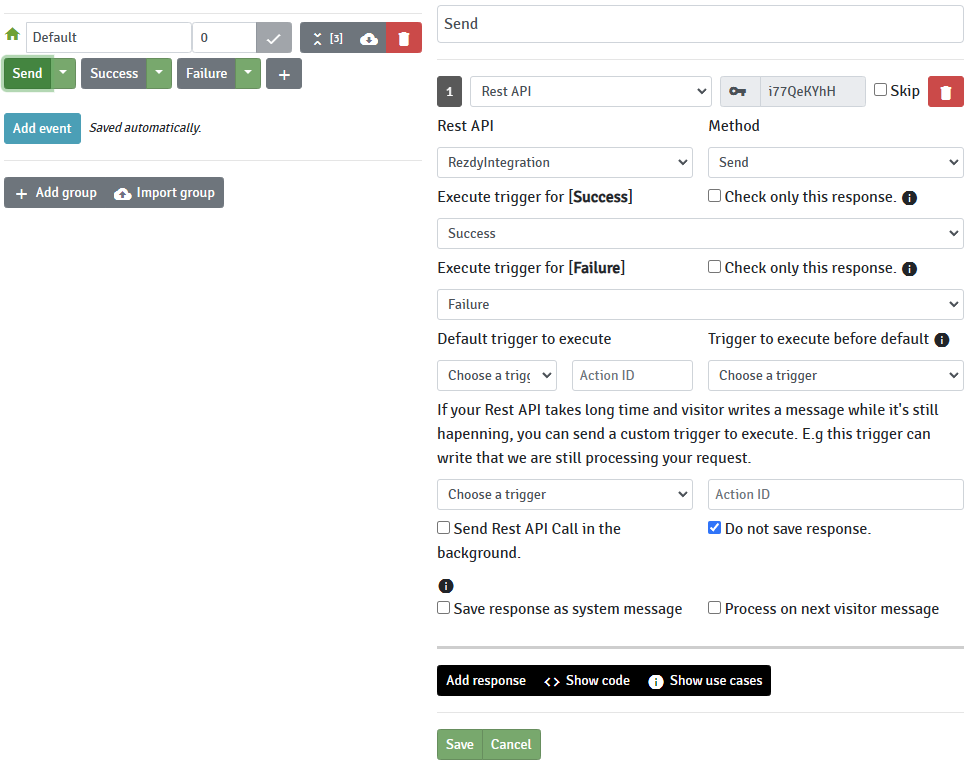 Default
0
[3]
Send
Success
Failure
Add event
Saved automatically.
Add group
Import group
Send
1
Rest API
i77QeKYhH
Skip
Rest API
Method
RezdyIntegration
Send
Execute trigger for [Success]
Check only this response.
Success
Execute trigger for [Failure]
Check only this response.
Failure
Default trigger to execute
Trigger to execute before default
Choose a trigg
Action ID
Choose a trigger
If your Rest API takes long time and visitor writes a message while it's still
hapenning, you can send a custom trigger to execute. E.g this trigger can
write that we are still processing your request.
Choose a trigger
Action ID
Send Rest API Call in the
background.
Do not save response.
Save response as system message
Process on next visitor message
Add response
Show code
Show use cases
Save
Cancel